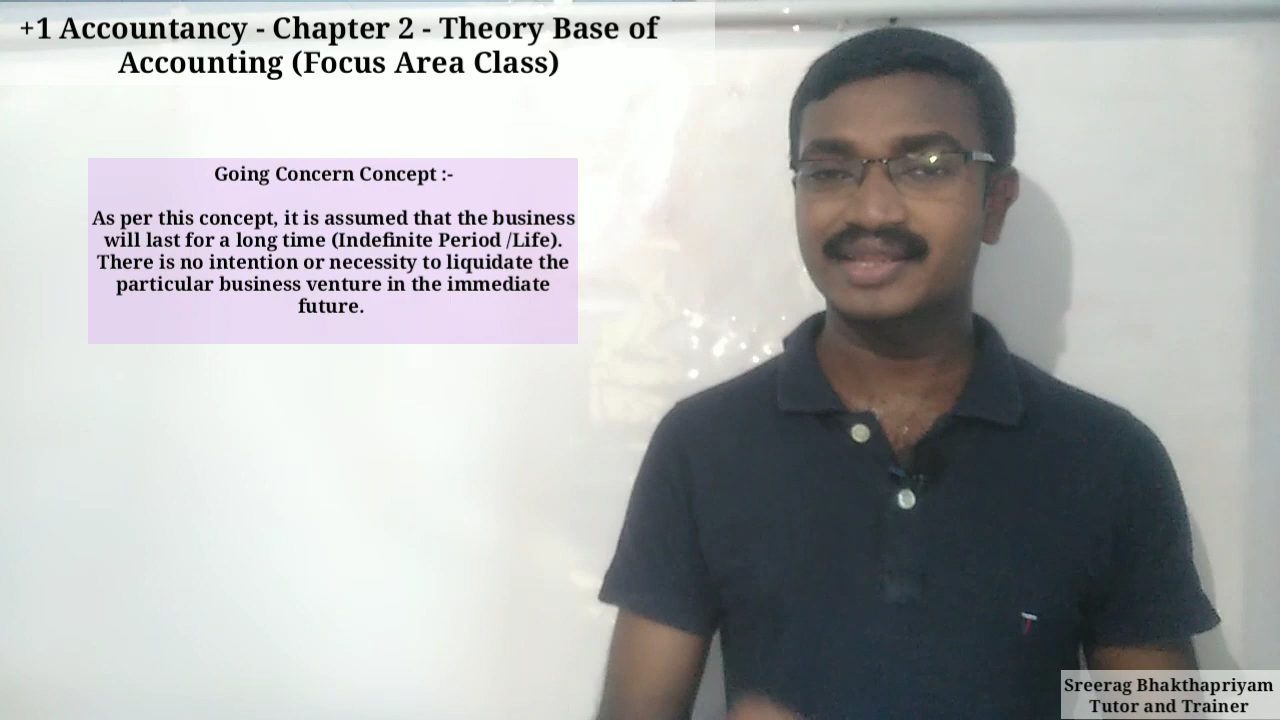 +1 Accountancy - Chapter 2 - Theory Base of
Accounting (Focus Area Class)
Going Concern Concept :-
As per this concept, it is assumed that the business
will last for a long time (Indefinite Period /Life).
There is no intention or necessity to liquidate the
particular business venture in the immediate
future.
Sreerag Bhakthapriyam
Tutor and Trainer